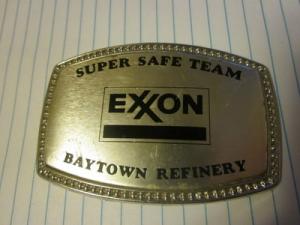 SUPER SAFE TEAM
EXXON
BAYTOWN REFINERY